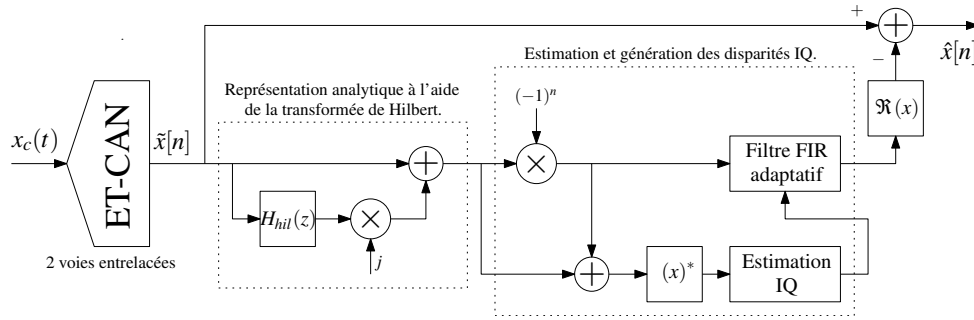 +
x̂[n]
−
Estimation et génération des disparités IQ.
Représentation analytique à l'aide
de la transformée de Hilbert.
(−1)ⁿ
ℜ(x)
x_c(t)
ET-CAN
x̃[n]
+
×
Filtre FIR
adaptatif
H_hil(z)
×
j
+
(x)*
Estimation
IQ
2 voies entrelacées